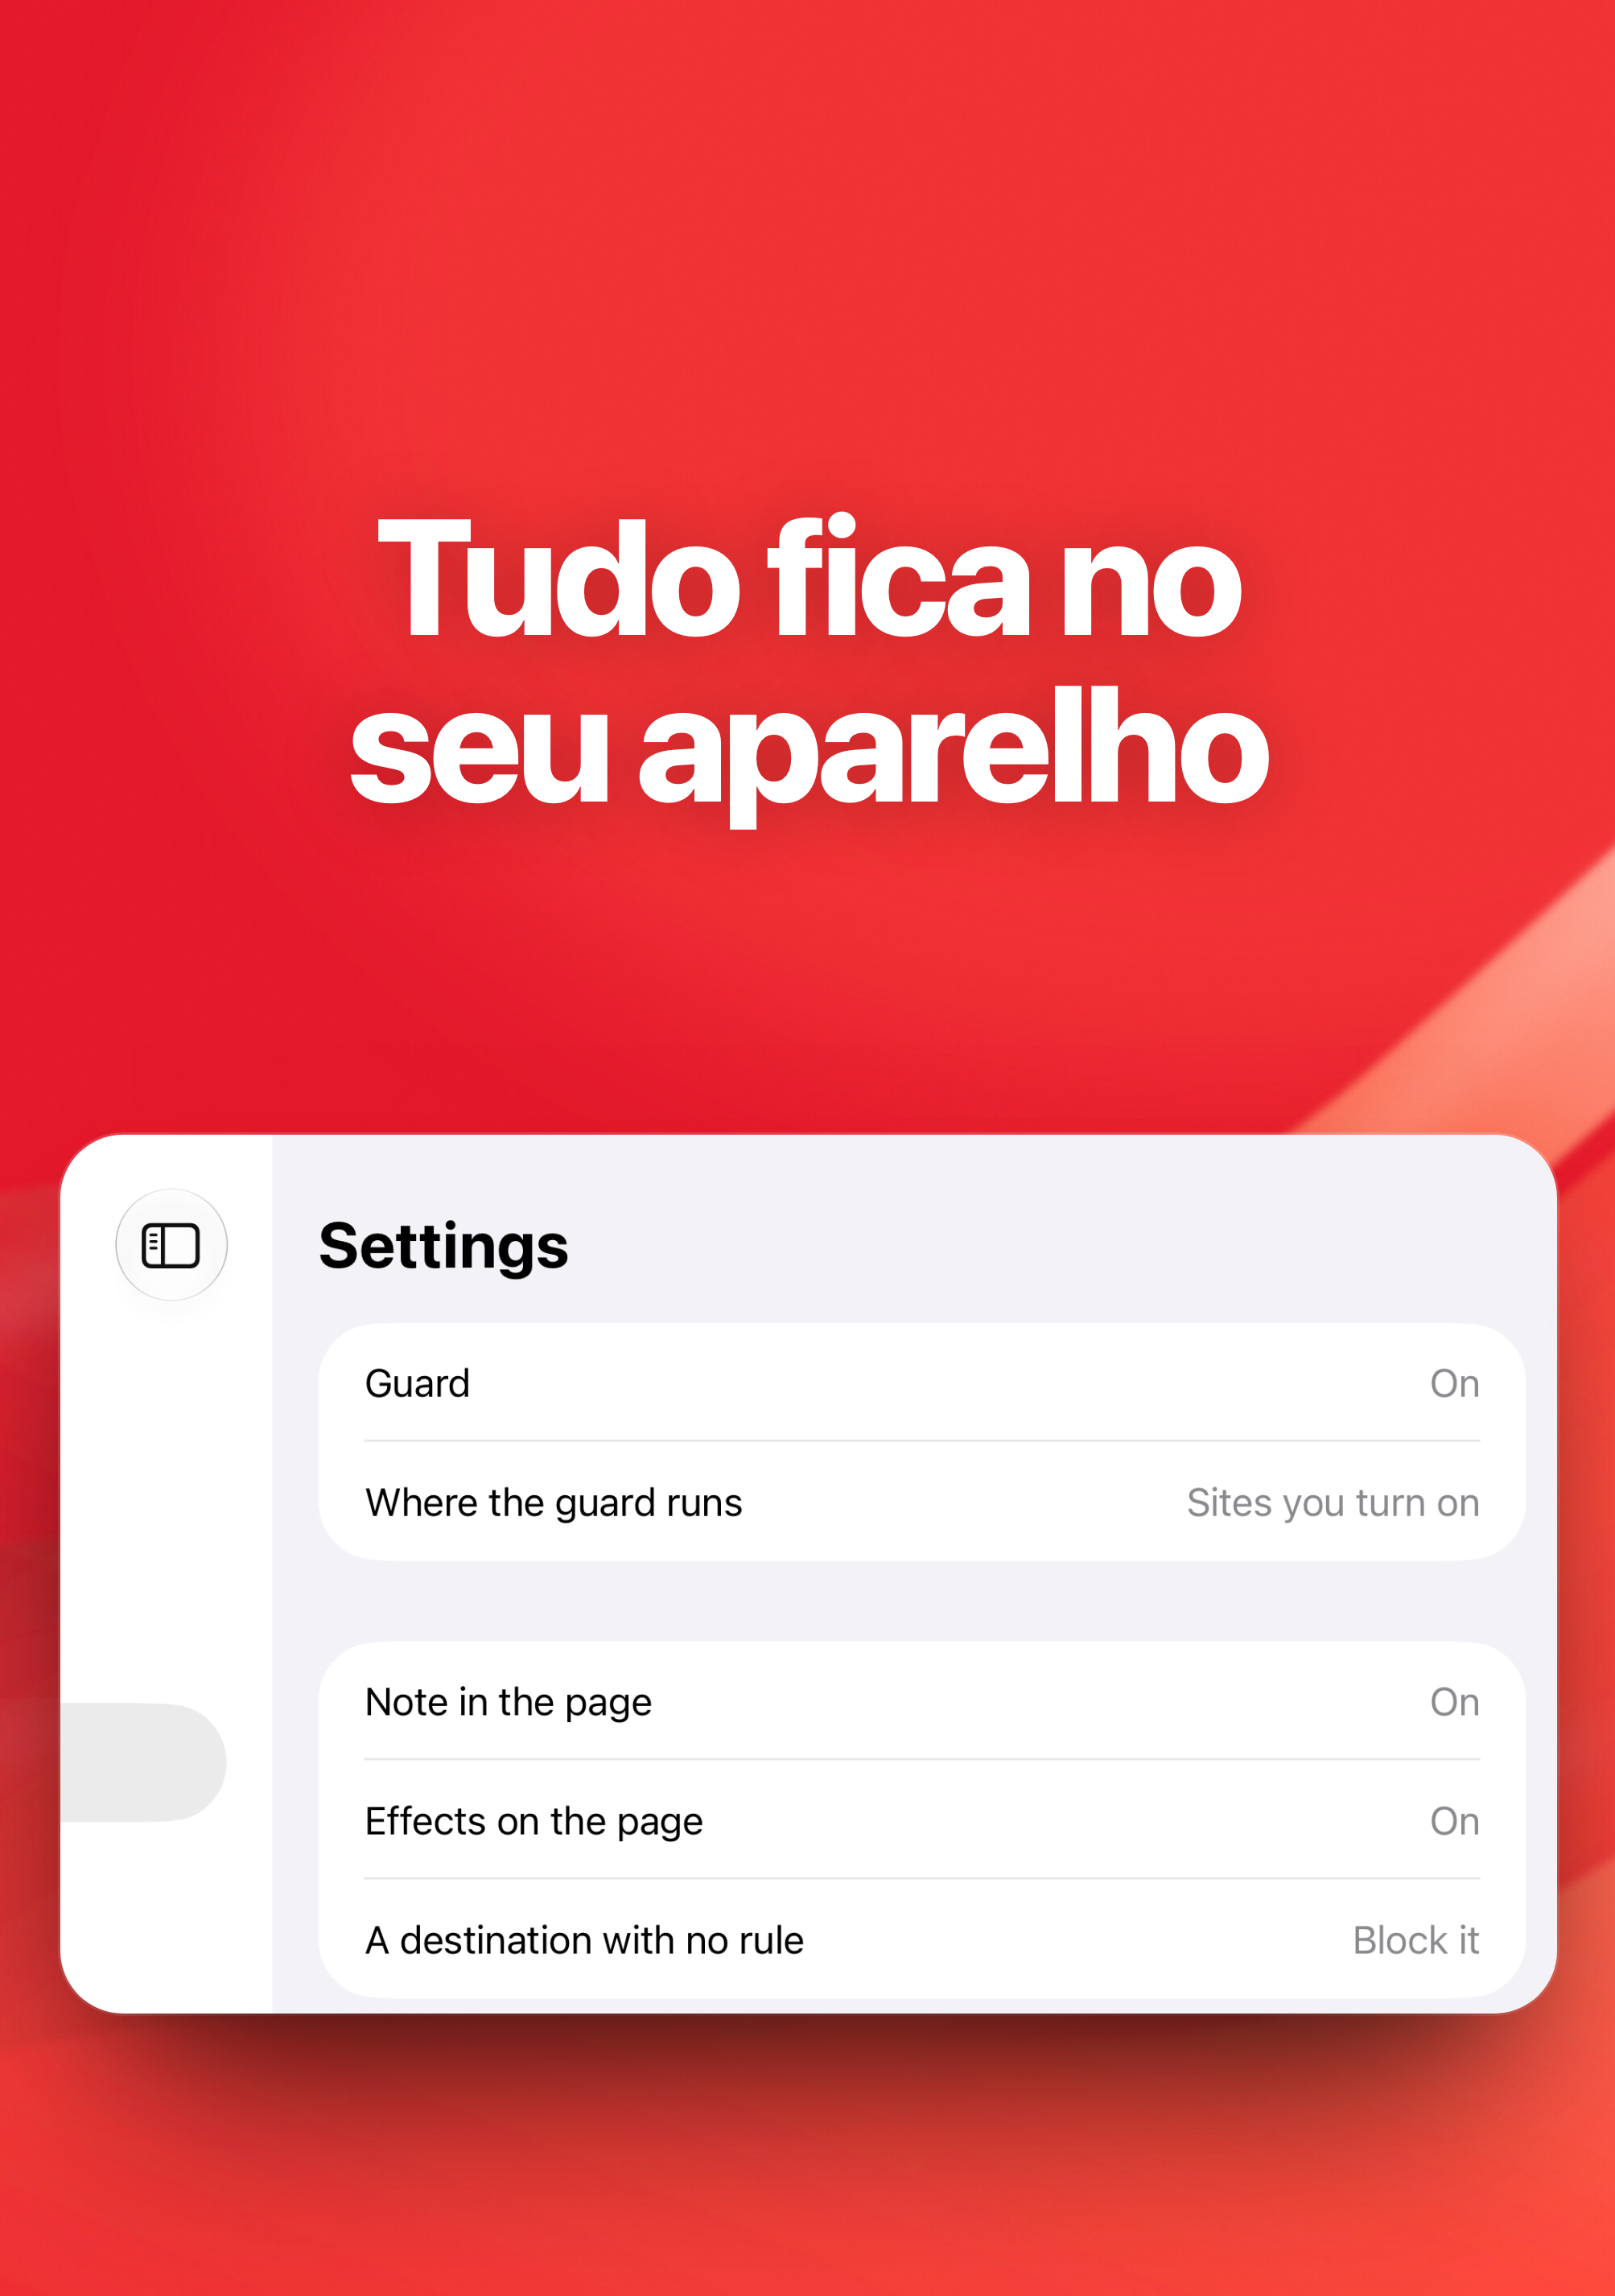 Tudo fica no
seu aparelho
Settings
Guard On
Where the guard runs Sites you turn on
Note in the page On
Effects on the page On
A destination with no rule Block it